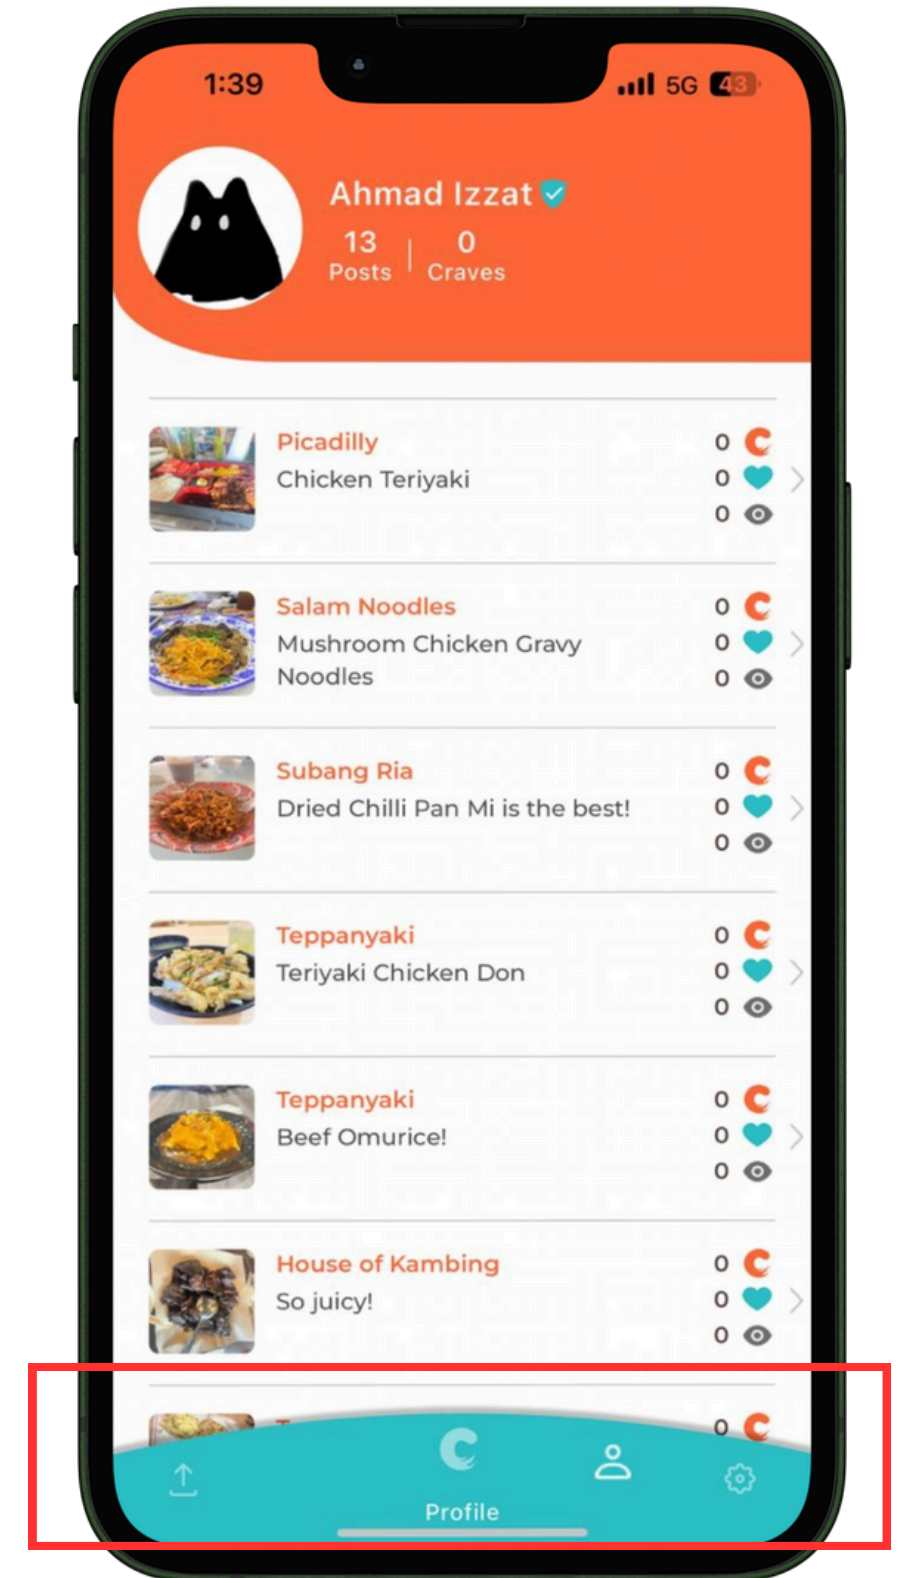 1:39
5G 43
Ahmad Izzat
13
0
Posts
Craves
Picadilly
Chicken Teriyaki
0
0
0
Salam Noodles
Mushroom Chicken Gravy
Noodles
0
0
0
Subang Ria
Dried Chilli Pan Mi is the best!
0
0
0
Teppanyaki
Teriyaki Chicken Don
0
0
0
Teppanyaki
Beef Omurice!
0
0
0
House of Kambing
So juicy!
0
0
0
0
Profile